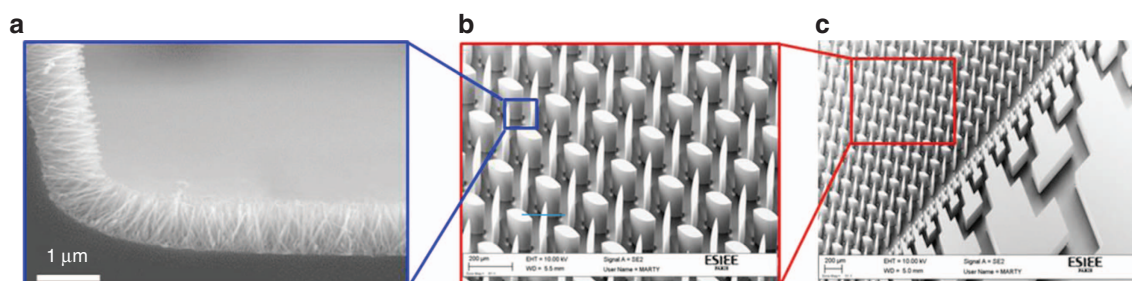 a
b
c
1 μm
200 μm
EHT = 10.00 kV
Signal A = SE2
WD = 5.5 mm
User Name = MARTY
ESIEE
200 μm
EHT = 10.00 kV
Signal A = SE2
WD = 5.0 mm
User Name = MARTY
ESIEE